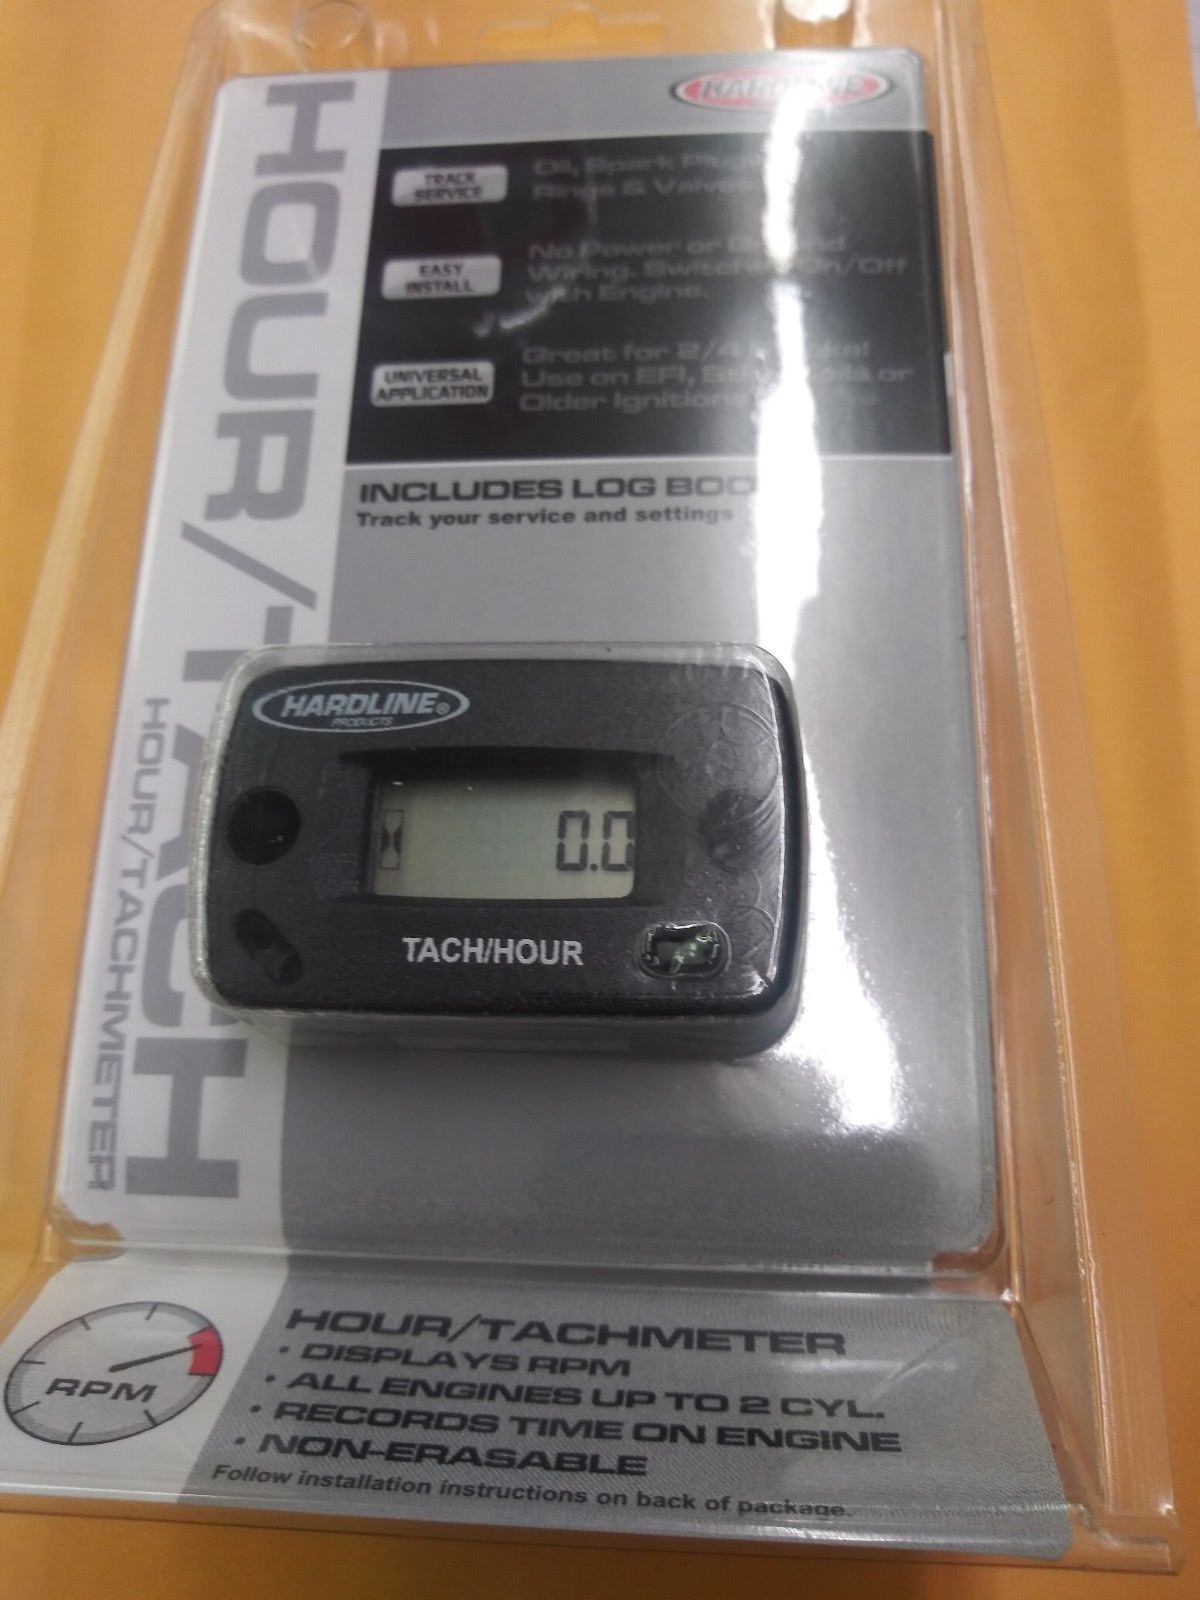 HARDLINE
HOUR/TACH
HOUR/TACHMETER
TRACK
SERVICE
Oil, Spark Plug
Rings & Valves
EASY
INSTALL
No Power or Ground
Wiring. Switches On/Off
with Engine.
UNIVERSAL
APPLICATION
Great for 2/4
Use on EFI, or
Older Ignition
INCLUDES LOG BOO
Track your service and settings
HARDLINE®
PRODUCTS
0.0
TACH/HOUR
RPM
HOUR/TACHMETER
• DISPLAYS RPM
• ALL ENGINES UP TO 2 CYL.
• RECORDS TIME ON ENGINE
• NON-ERASABLE
Follow installation instructions on back of package.